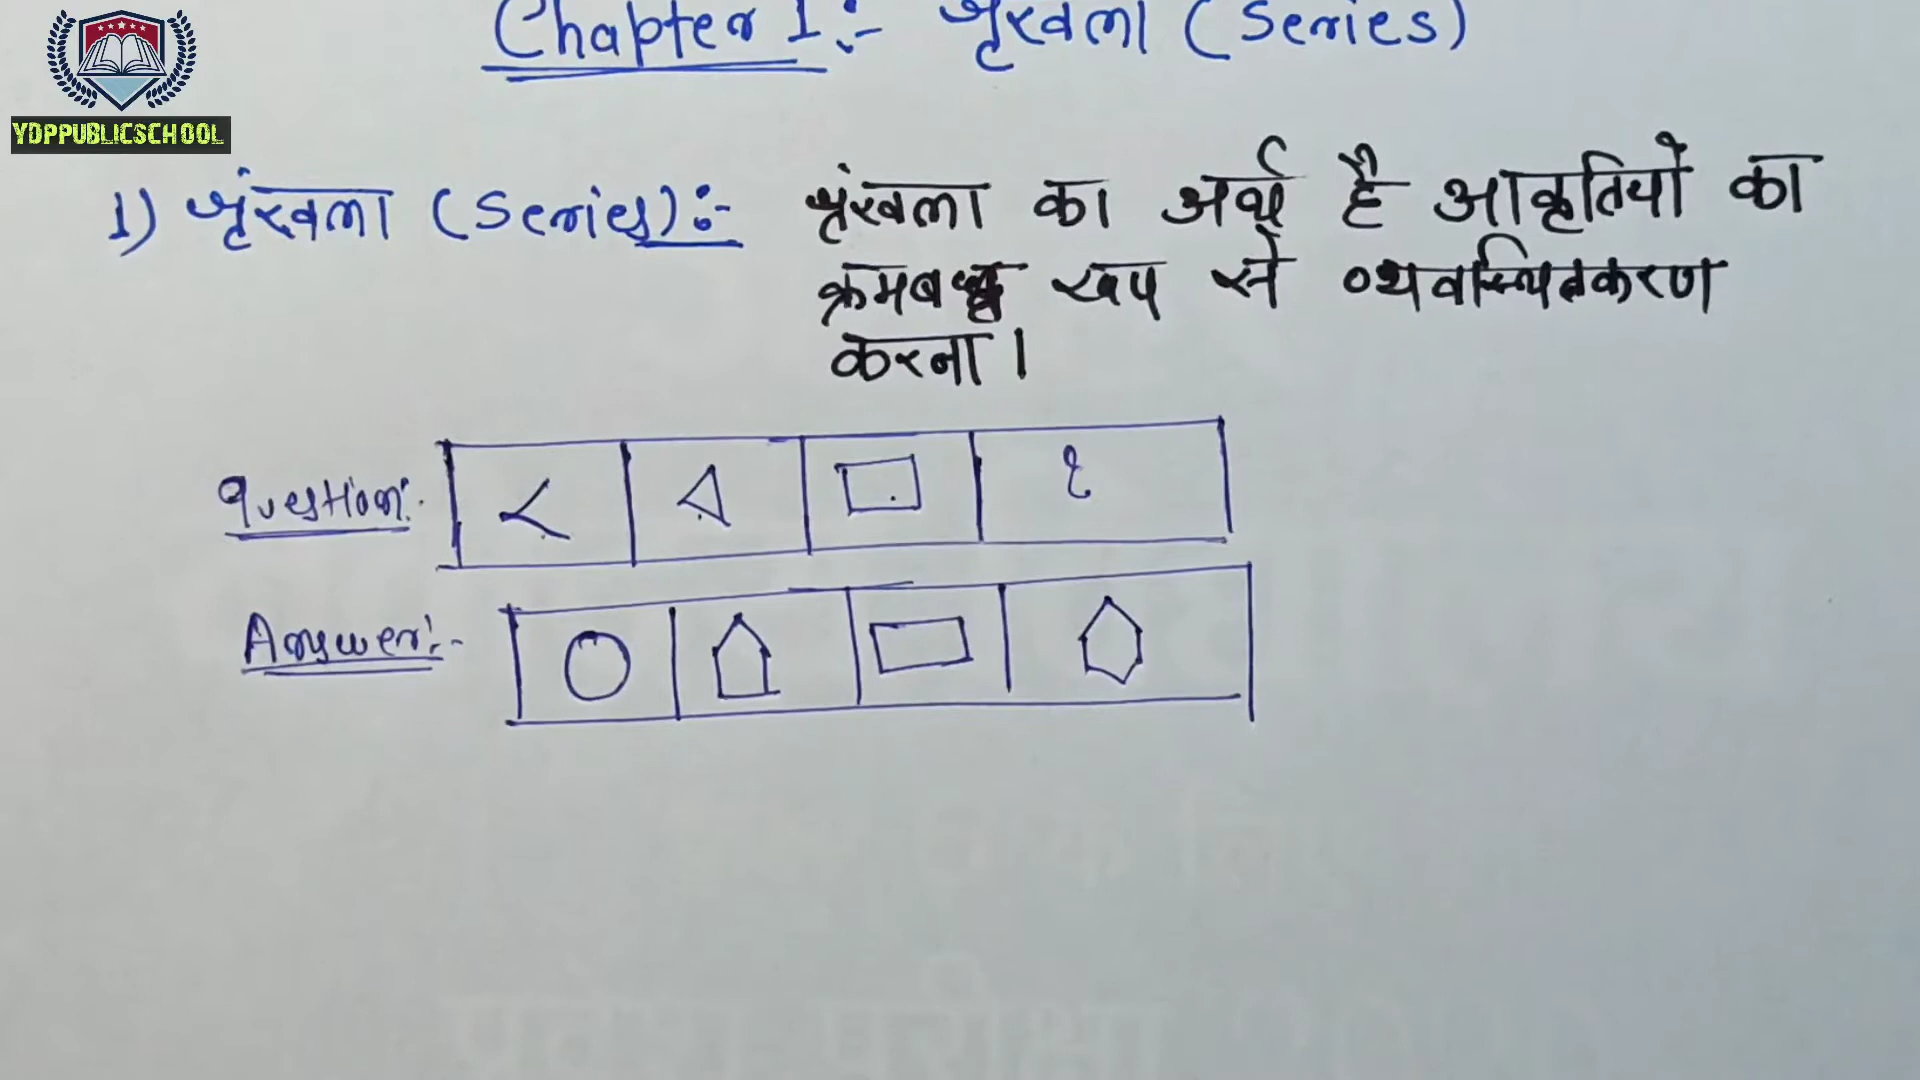 Chapter 1:- श्रृंखला (Series)
YDPPUBLICSCHOOL
1) श्रृंखला (Series):- श्रृंखला का अर्थ है आकृतियों का
क्रमबद्ध रूप से व्यवस्थितकरण
करना।
Question:-
?
Answer:-